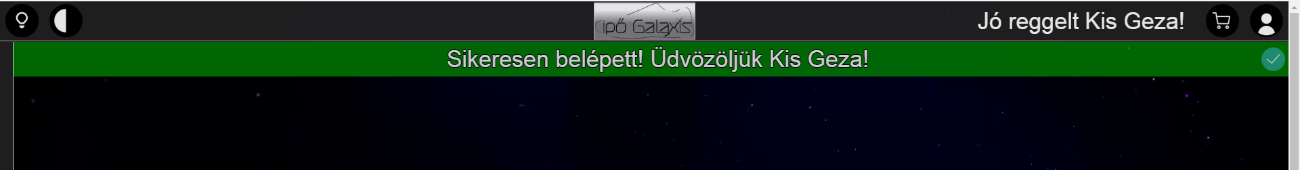 Cipő Galaxis
Jó reggelt Kis Geza!
Sikeresen belépett! Üdvözöljük Kis Geza!